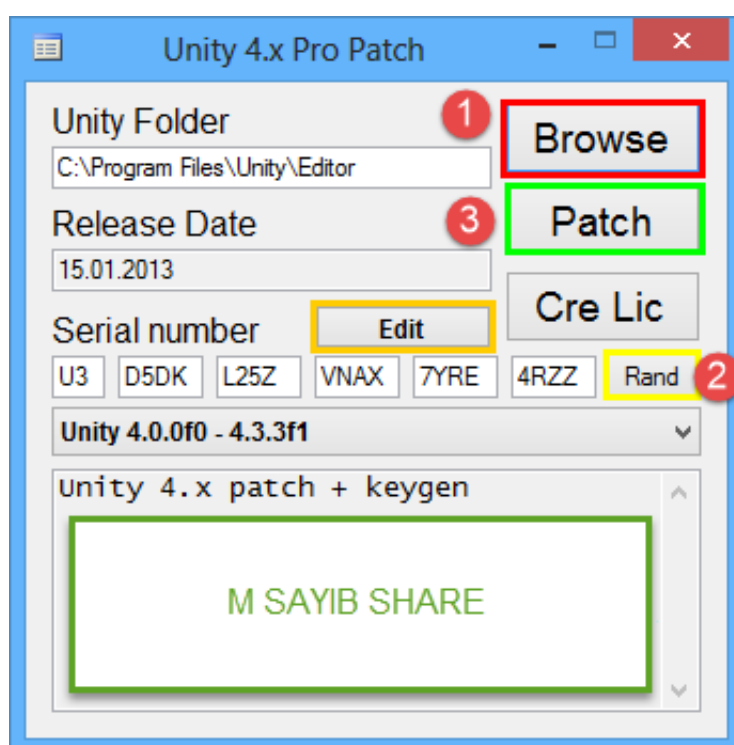 Unity 4.x Pro Patch
Unity Folder
1
Browse
C:\Program Files\Unity\Editor
Release Date
3
Patch
15.01.2013
Cre Lic
Serial number
Edit
U3 D5DK L25Z VNAX 7YRE 4RZZ Rand 2
Unity 4.0.0f0 - 4.3.3f1
Unity 4.x patch + keygen
M SAYIB SHARE